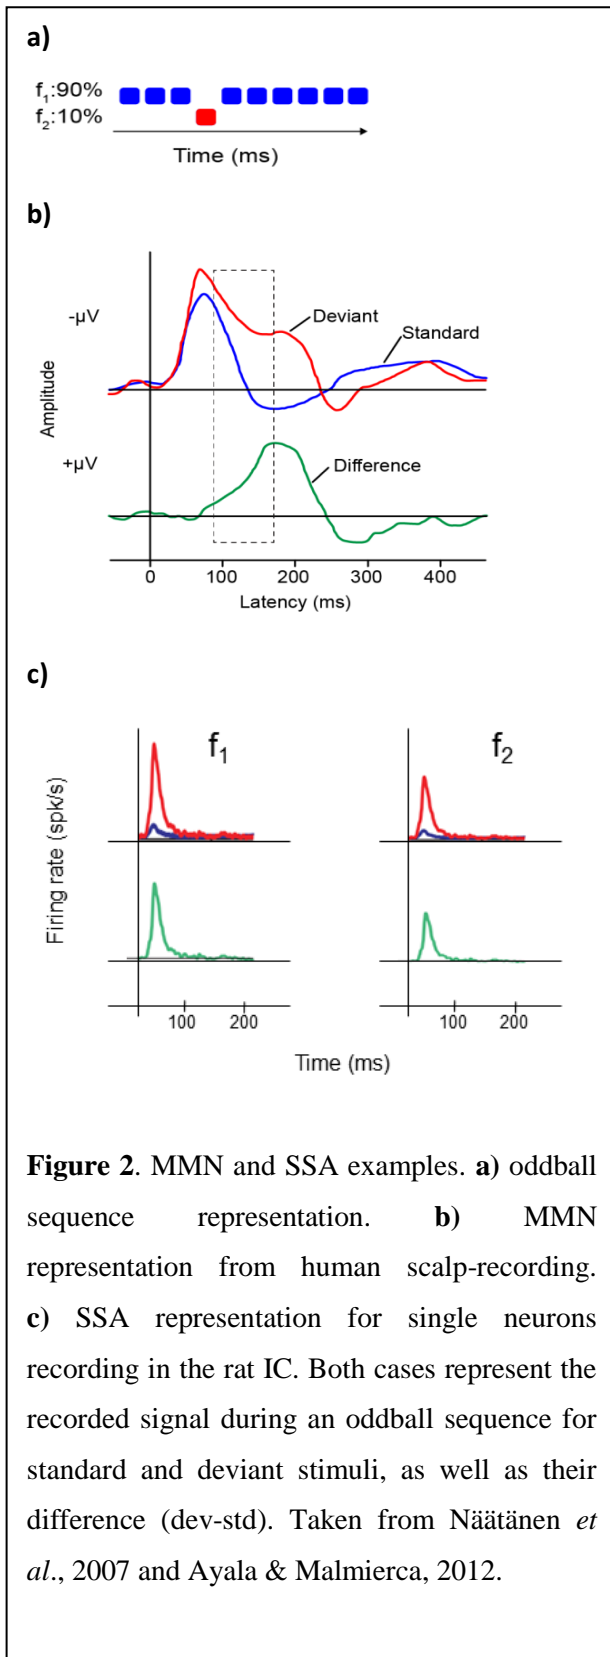 a)
f1:90%
f2:10%
Time (ms)
b)
-µV
Deviant
Standard
Amplitude
+µV
Difference
0 100 200 300 400
Latency (ms)
c)
f1 f2
Firing rate (spk/s)
100 200 100 200
Time (ms)
Figure 2. MMN and SSA examples. a) oddball
sequence representation. b) MMN
representation from human scalp-recording.
c) SSA representation for single neurons
recording in the rat IC. Both cases represent the
recorded signal during an oddball sequence for
standard and deviant stimuli, as well as their
difference (dev-std). Taken from Näätänen et
al., 2007 and Ayala & Malmierca, 2012.